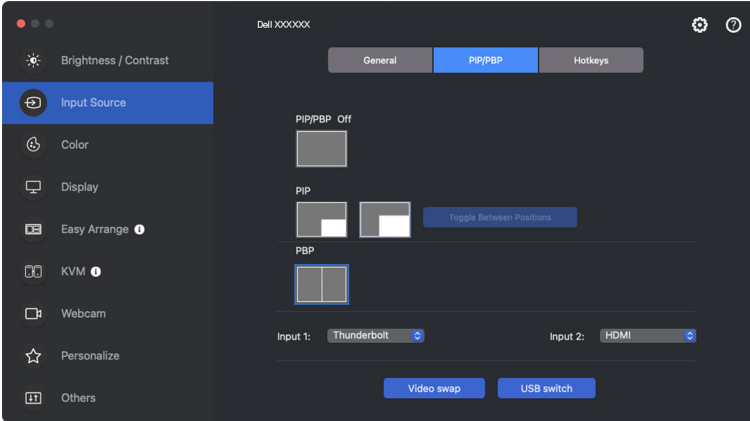 Dell XXXXXX
Brightness / Contrast
Input Source
Color
Display
Easy Arrange
KVM
Webcam
Personalize
Others
General
PIP/PBP
Hotkeys
PIP/PBP Off
PIP
Toggle Between Positions
PBP
Input 1: Thunderbolt
Input 2: HDMI
Video swap
USB switch